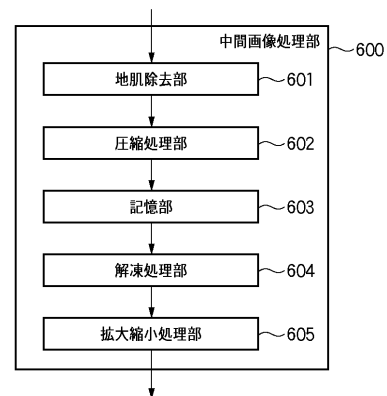 中間画像処理部
600
地肌除去部
601
圧縮処理部
602
記憶部
603
解凍処理部
604
拡大縮小処理部
605